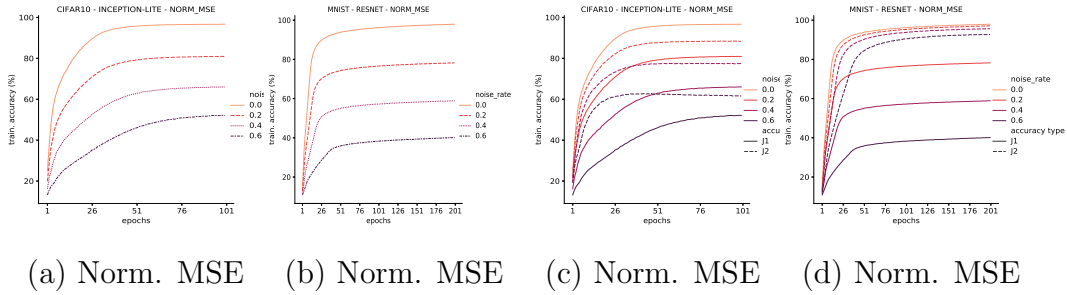 CIFAR10 - INCEPTION-LITE - NORM_MSE
train. accuracy (%)
100
80
60
40
20
1
26
51
76
101
epochs
nois
0.0
0.2
0.4
0.6
(a) Norm. MSE
MNIST - RESNET - NORM_MSE
train. accuracy (%)
100
80
60
40
20
1
26
51
76
101
126
151
176
201
epochs
noise_rate
0.0
0.2
0.4
0.6
(b) Norm. MSE
CIFAR10 - INCEPTION-LITE - NORM_MSE
train. accuracy (%)
100
80
60
40
20
1
26
51
76
101
epochs
noise
0.0
0.2
0.4
0.6
accu
J1
J2
(c) Norm. MSE
MNIST - RESNET - NORM_MSE
train. accuracy (%)
100
80
60
40
20
1
26
51
76
101
126
151
176
201
epochs
noise_rate
0.0
0.2
0.4
0.6
accuracy type
J1
J2
(d) Norm. MSE